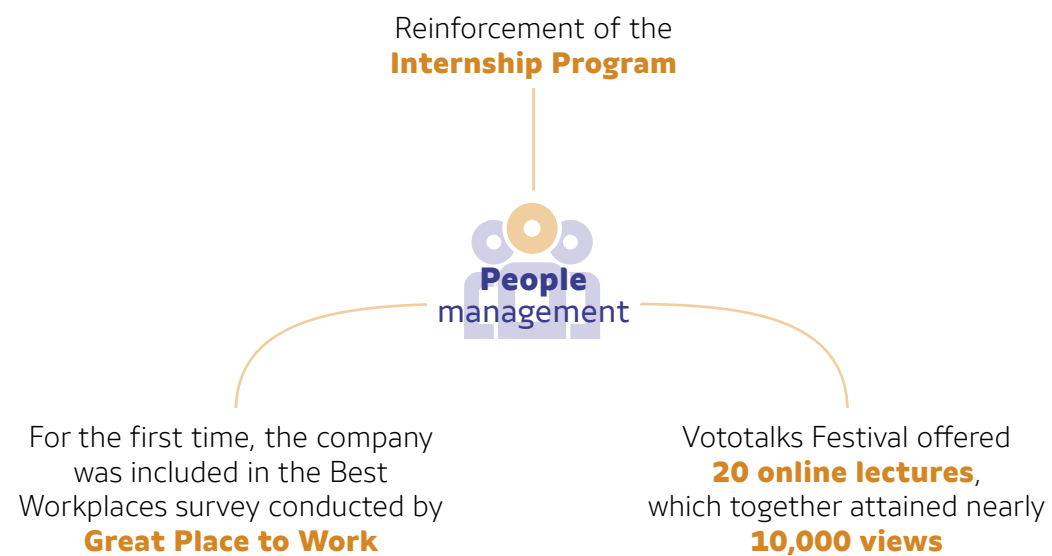 Reinforcement of the
Internship Program
People
management
For the first time, the company
was included in the Best
Workplaces survey conducted by
Great Place to Work
Vototalks Festival offered
20 online lectures,
which together attained nearly
10,000 views